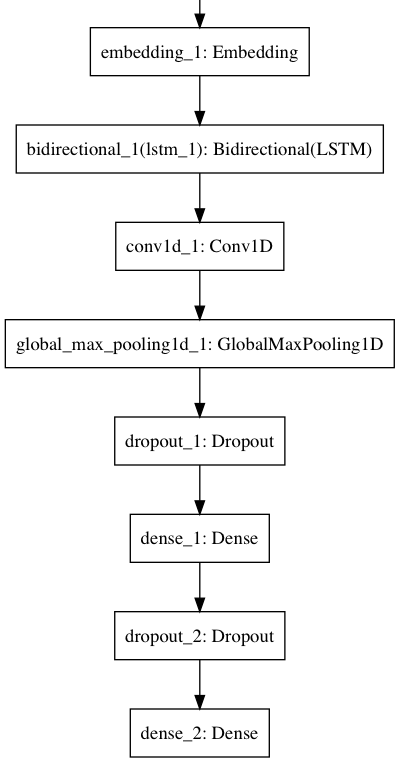 embedding_1: Embedding
bidirectional_1(lstm_1): Bidirectional(LSTM)
conv1d_1: Conv1D
global_max_pooling1d_1: GlobalMaxPooling1D
dropout_1: Dropout
dense_1: Dense
dropout_2: Dropout
dense_2: Dense